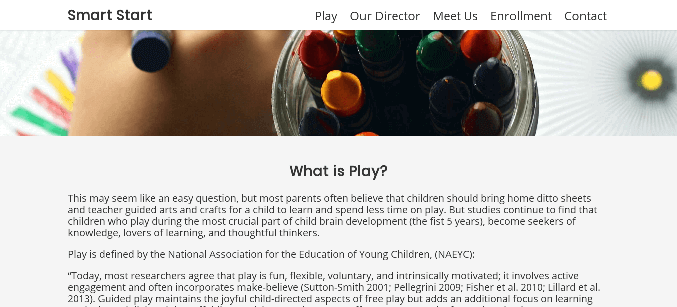 Smart Start
Play Our Director Meet Us Enrollment Contact
What is Play?
This may seem like an easy question, but most parents often believe that children should bring home ditto sheets
and teacher guided arts and crafts for a child to learn and spend less time on play. But studies continue to find that
children who play during the most crucial part of child brain development (the fist 5 years), become seekers of
knowledge, lovers of learning, and thoughtful thinkers.
Play is defined by the National Association for the Education of Young Children, (NAEYC):
“Today, most researchers agree that play is fun, flexible, voluntary, and intrinsically motivated; it involves active
engagement and often incorporates make-believe (Sutton-Smith 2001; Pellegrini 2009; Fisher et al. 2010; Lillard et al.
2013). Guided play maintains the joyful child-directed aspects of free play but adds an additional focus on learning